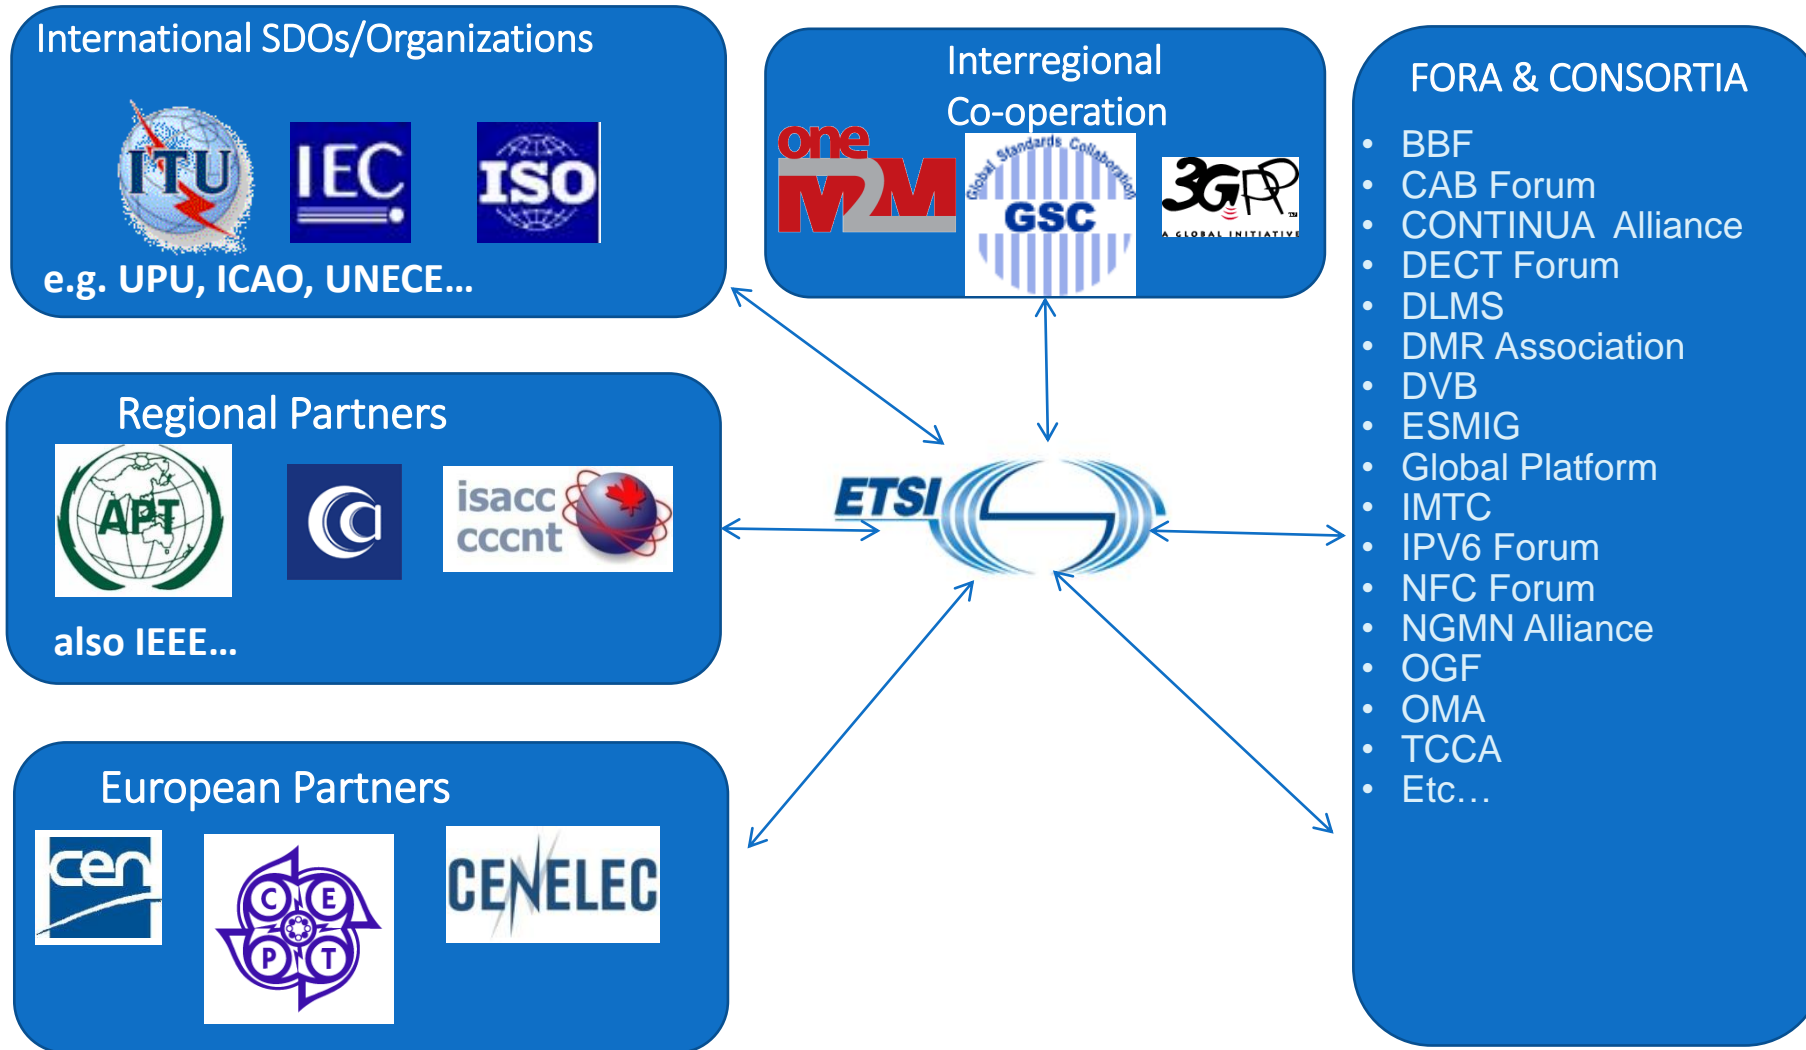 International SDOs/Organizations
ITU
IEC
ISO
e.g. UPU, ICAO, UNECE...
Interregional
Co-operation
one
M2M
Global Standards Collaboration
GSC
3GPP
TM
A GLOBAL INITIATIVE
Regional Partners
APT
isacc
cccnt
also IEEE...
ETSI
European Partners
cen
C E
P T
CENELEC
FORA & CONSORTIA
• BBF
• CAB Forum
• CONTINUA Alliance
• DECT Forum
• DLMS
• DMR Association
• DVB
• ESMIG
• Global Platform
• IMTC
• IPV6 Forum
• NFC Forum
• NGMN Alliance
• OGF
• OMA
• TCCA
• Etc...